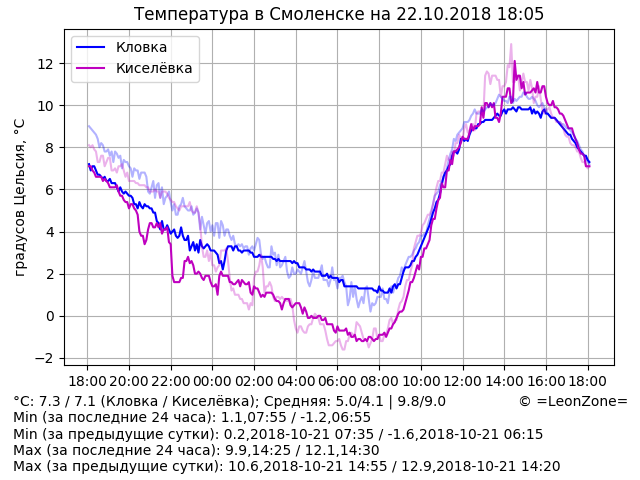 Температура в Смоленске на 22.10.2018 18:05
Кловка
Киселёвка
градусов Цельсия, °C
12
10
8
6
4
2
0
−2
18:00 20:00 22:00 00:00 02:00 04:00 06:00 08:00 10:00 12:00 14:00 16:00 18:00
°C: 7.3 / 7.1 (Кловка / Киселёвка); Средняя: 5.0/4.1 | 9.8/9.0 © =LeonZone=
Min (за последние 24 часа): 1.1,07:55 / -1.2,06:55
Min (за предыдущие сутки): 0.2,2018-10-21 07:35 / -1.6,2018-10-21 06:15
Max (за последние 24 часа): 9.9,14:25 / 12.1,14:30
Max (за предыдущие сутки): 10.6,2018-10-21 14:55 / 12.9,2018-10-21 14:20